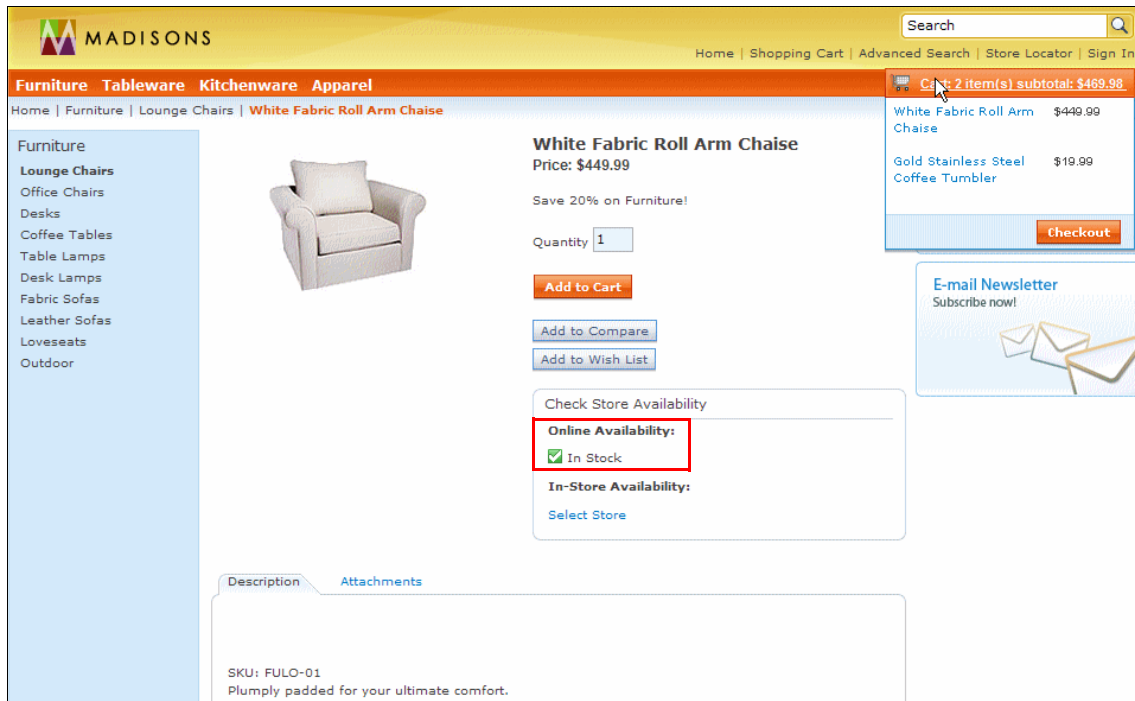 MADISONS
Search
Home | Shopping Cart | Advanced Search | Store Locator | Sign In
Furniture Tableware Kitchenware Apparel
Cart: 2 item(s) subtotal: $469.98
Home | Furniture | Lounge Chairs | White Fabric Roll Arm Chaise
White Fabric Roll Arm $449.99
Chaise
Gold Stainless Steel $19.99
Coffee Tumbler
Checkout
Furniture
Lounge Chairs
Office Chairs
Desks
Coffee Tables
Table Lamps
Desk Lamps
Fabric Sofas
Leather Sofas
Loveseats
Outdoor
White Fabric Roll Arm Chaise
Price: $449.99
Save 20% on Furniture!
Quantity 1
Add to Cart
Add to Compare
Add to Wish List
E-mail Newsletter
Subscribe now!
Check Store Availability
Online Availability:
In Stock
In-Store Availability:
Select Store
Description Attachments
SKU: FULO-01
Plumply padded for your ultimate comfort.